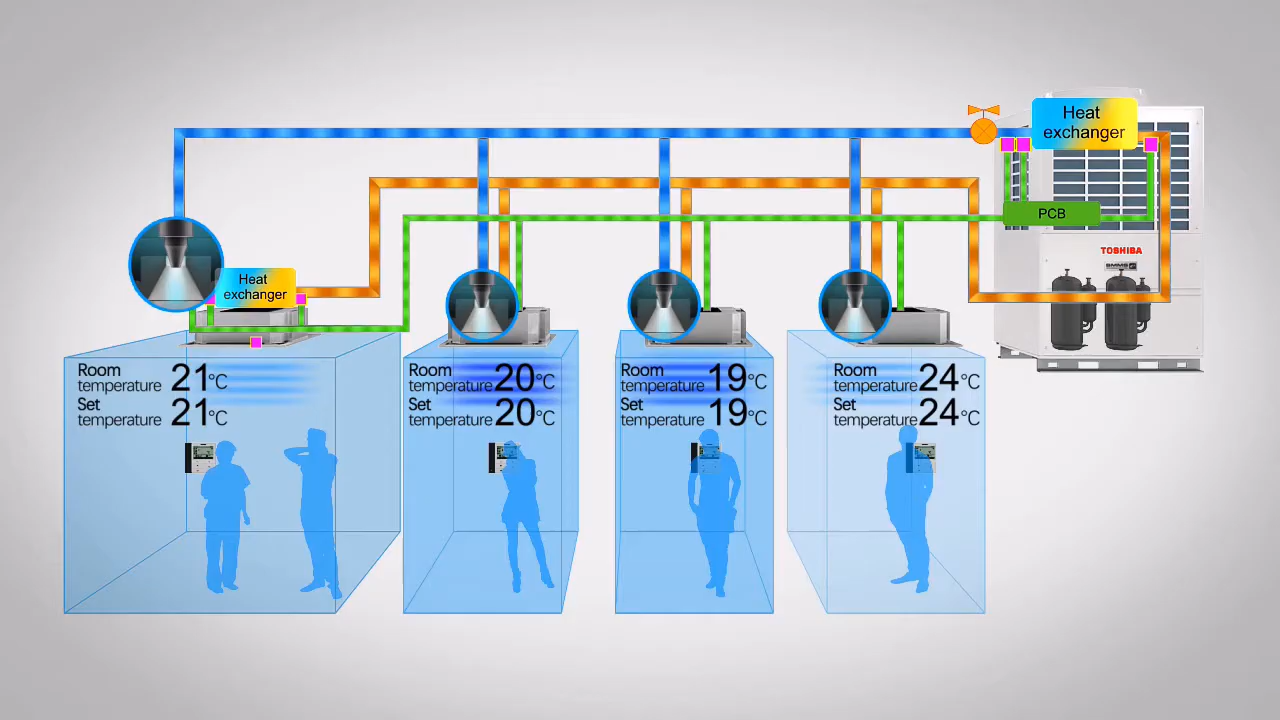 Heat
exchanger
PCB
TOSHIBA
SMMS
Heat
exchanger
Room
temperature 21°C
Set
temperature 21°C
Room
temperature 20°C
Set
temperature 20°C
Room
temperature 19°C
Set
temperature 19°C
Room
temperature 24°C
Set
temperature 24°C